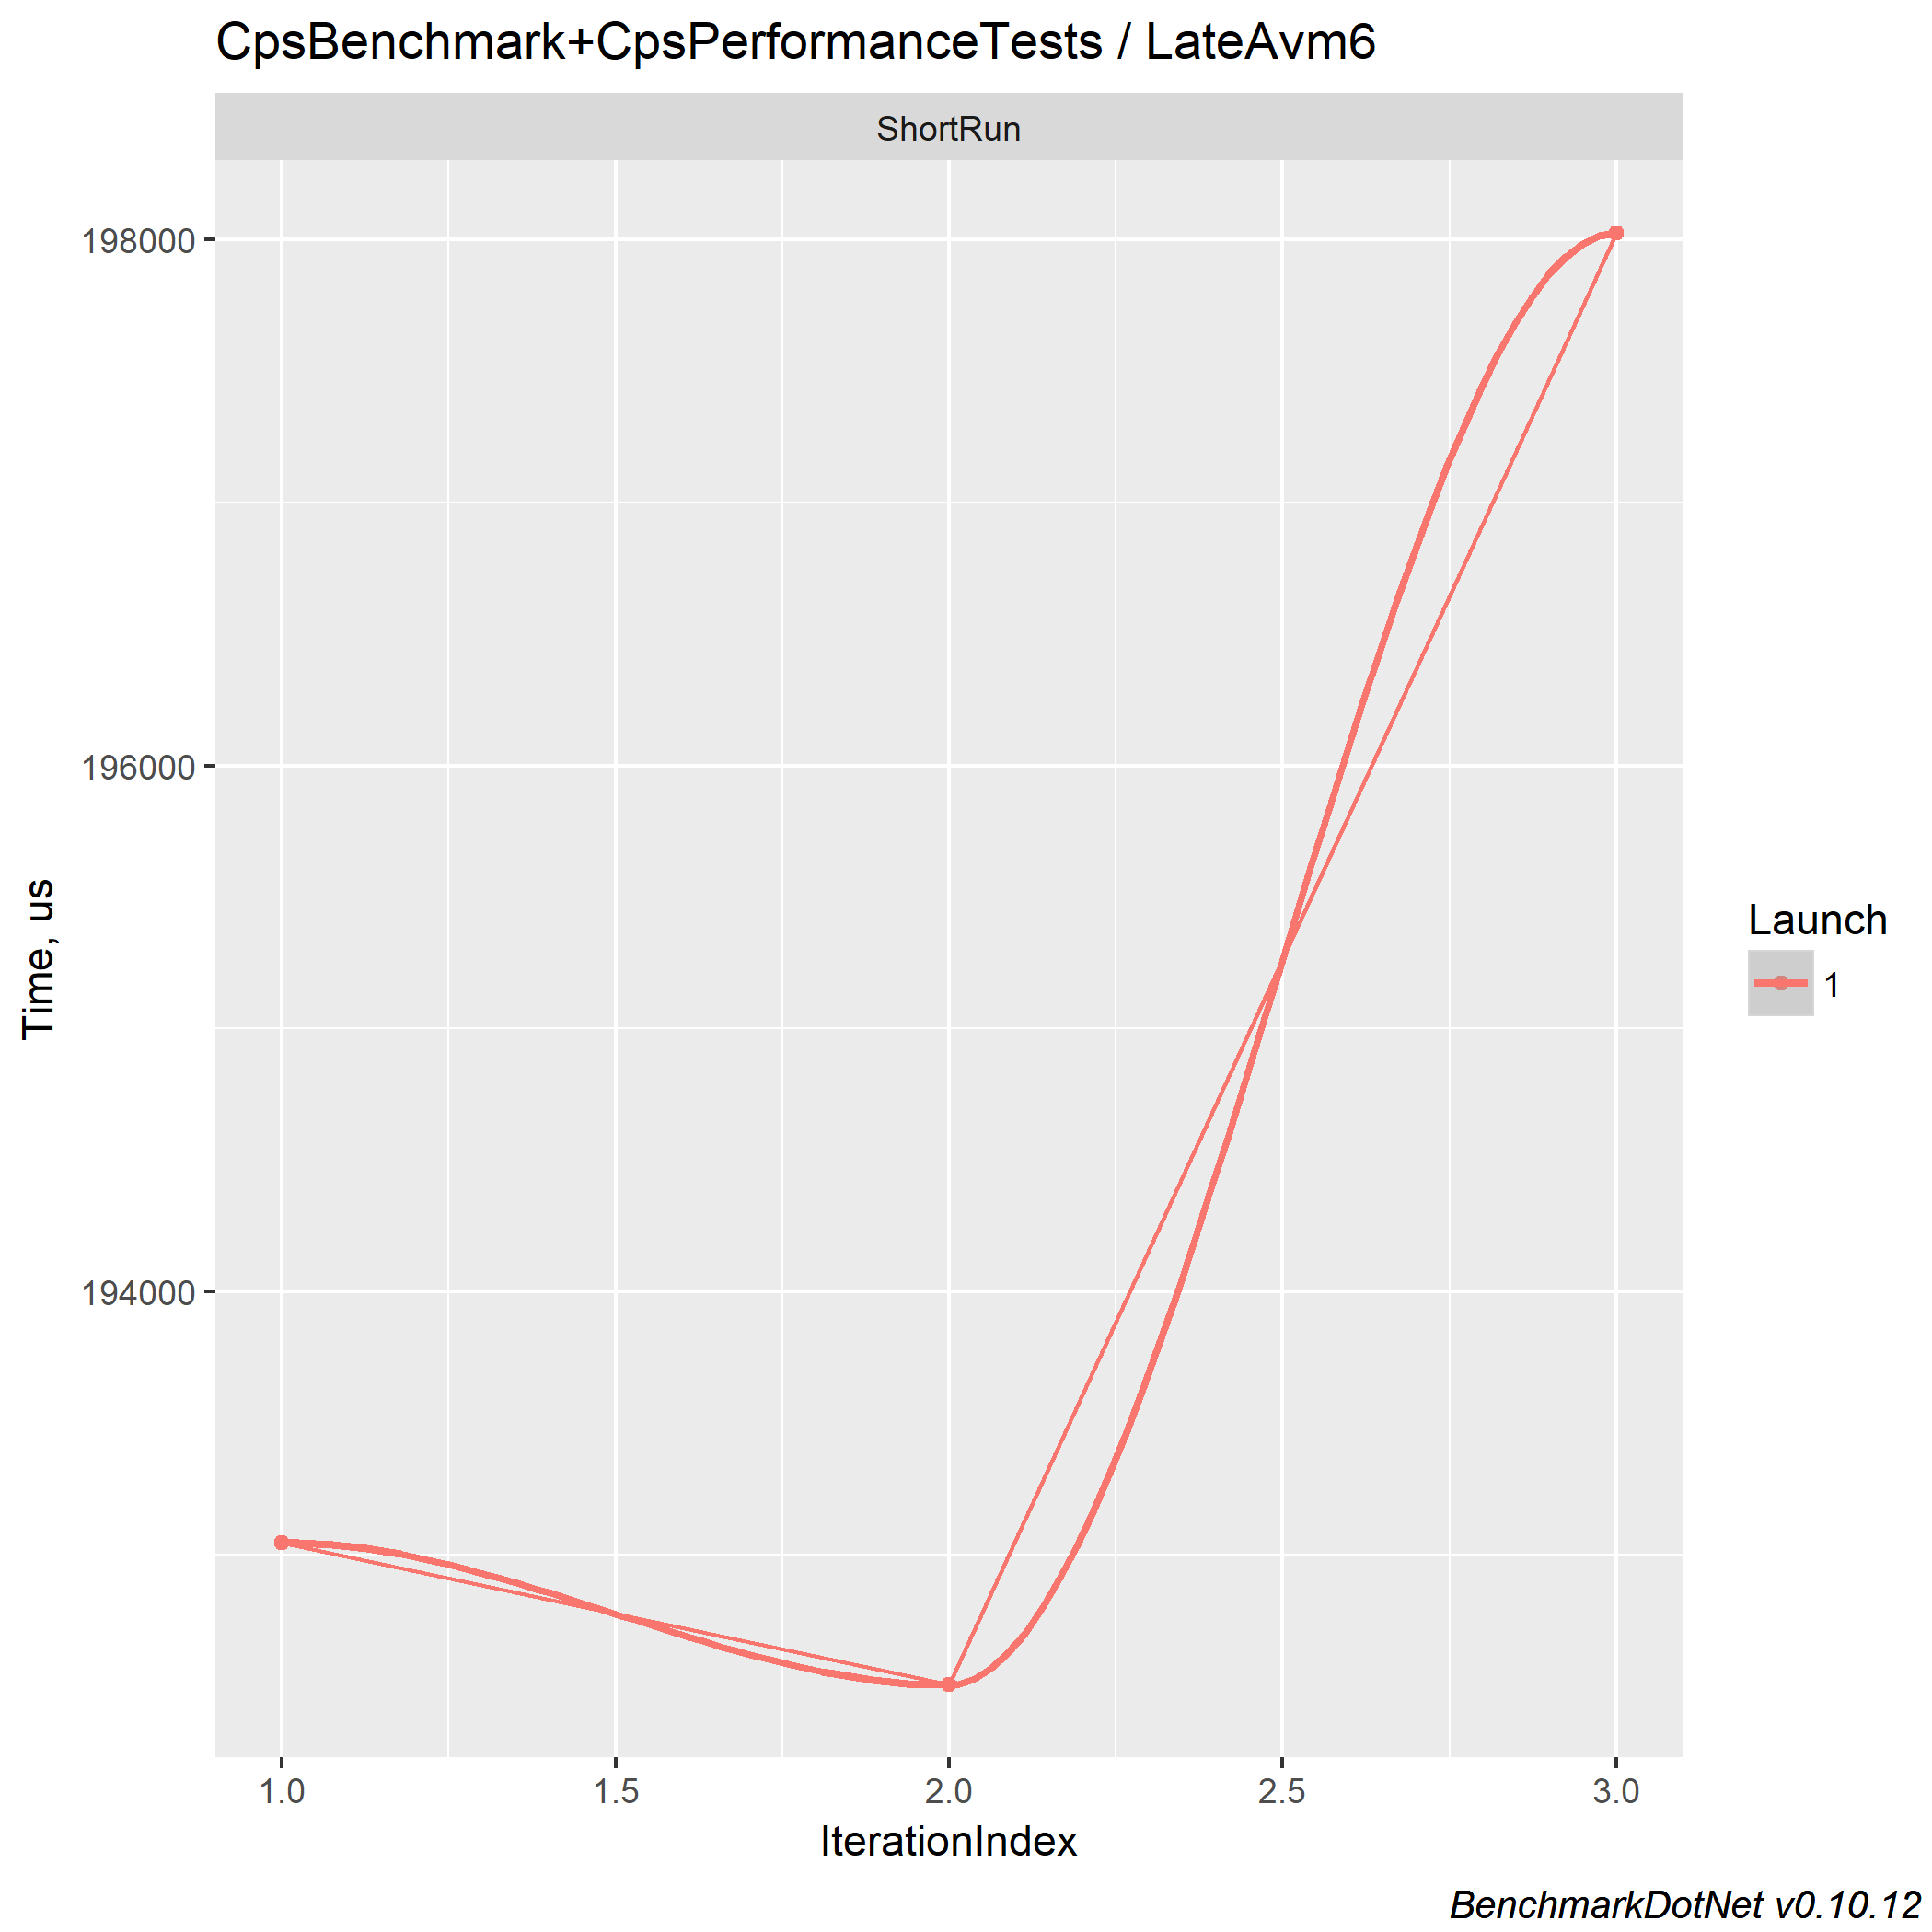 CpsBenchmark+CpsPerformanceTests / LateAvm6
ShortRun
198000
196000
194000
Time, us
1.0 1.5 2.0 2.5 3.0
IterationIndex
Launch
1
BenchmarkDotNet v0.10.12